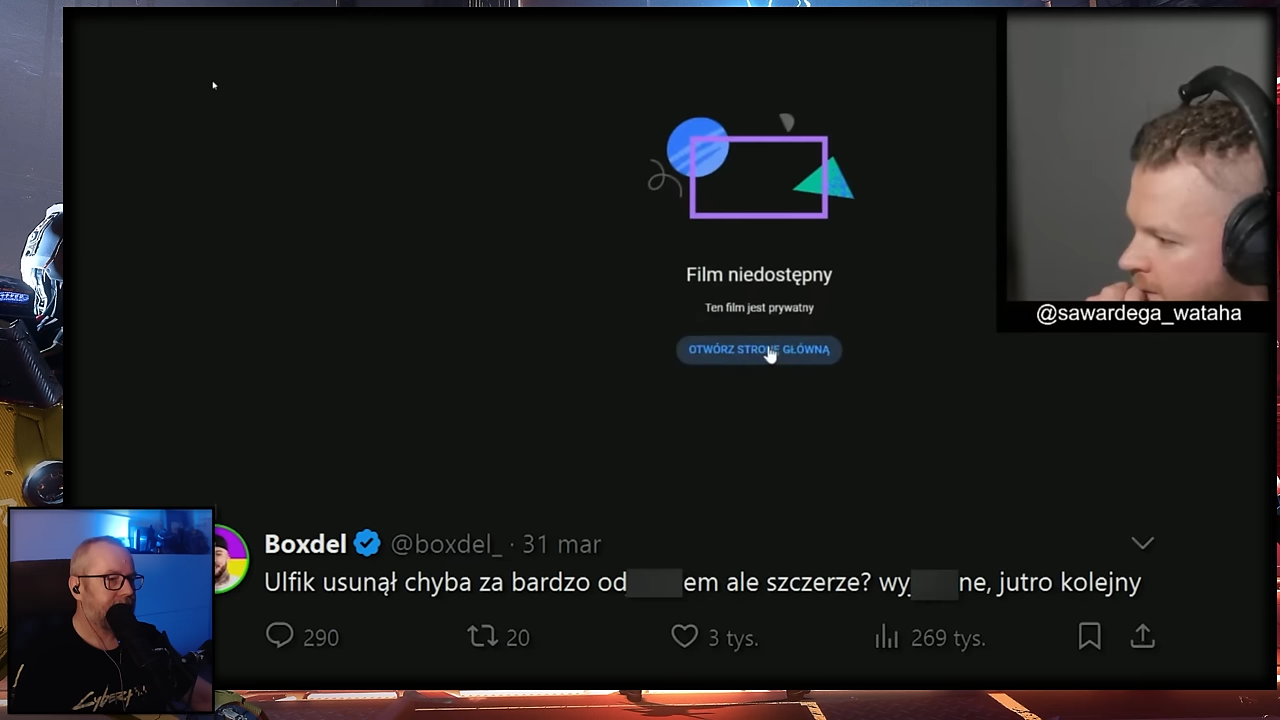 Film niedostępny
Ten film jest prywatny
OTWÓRZ STRONĘ GŁÓWNĄ
@sawardega_wataha
Boxdel @boxdel_ · 31 mar
Ulfik usunął chyba za bardzo od em ale szczerze? wyj ne, jutro kolejny
290 20 3 tys. 269 tys.